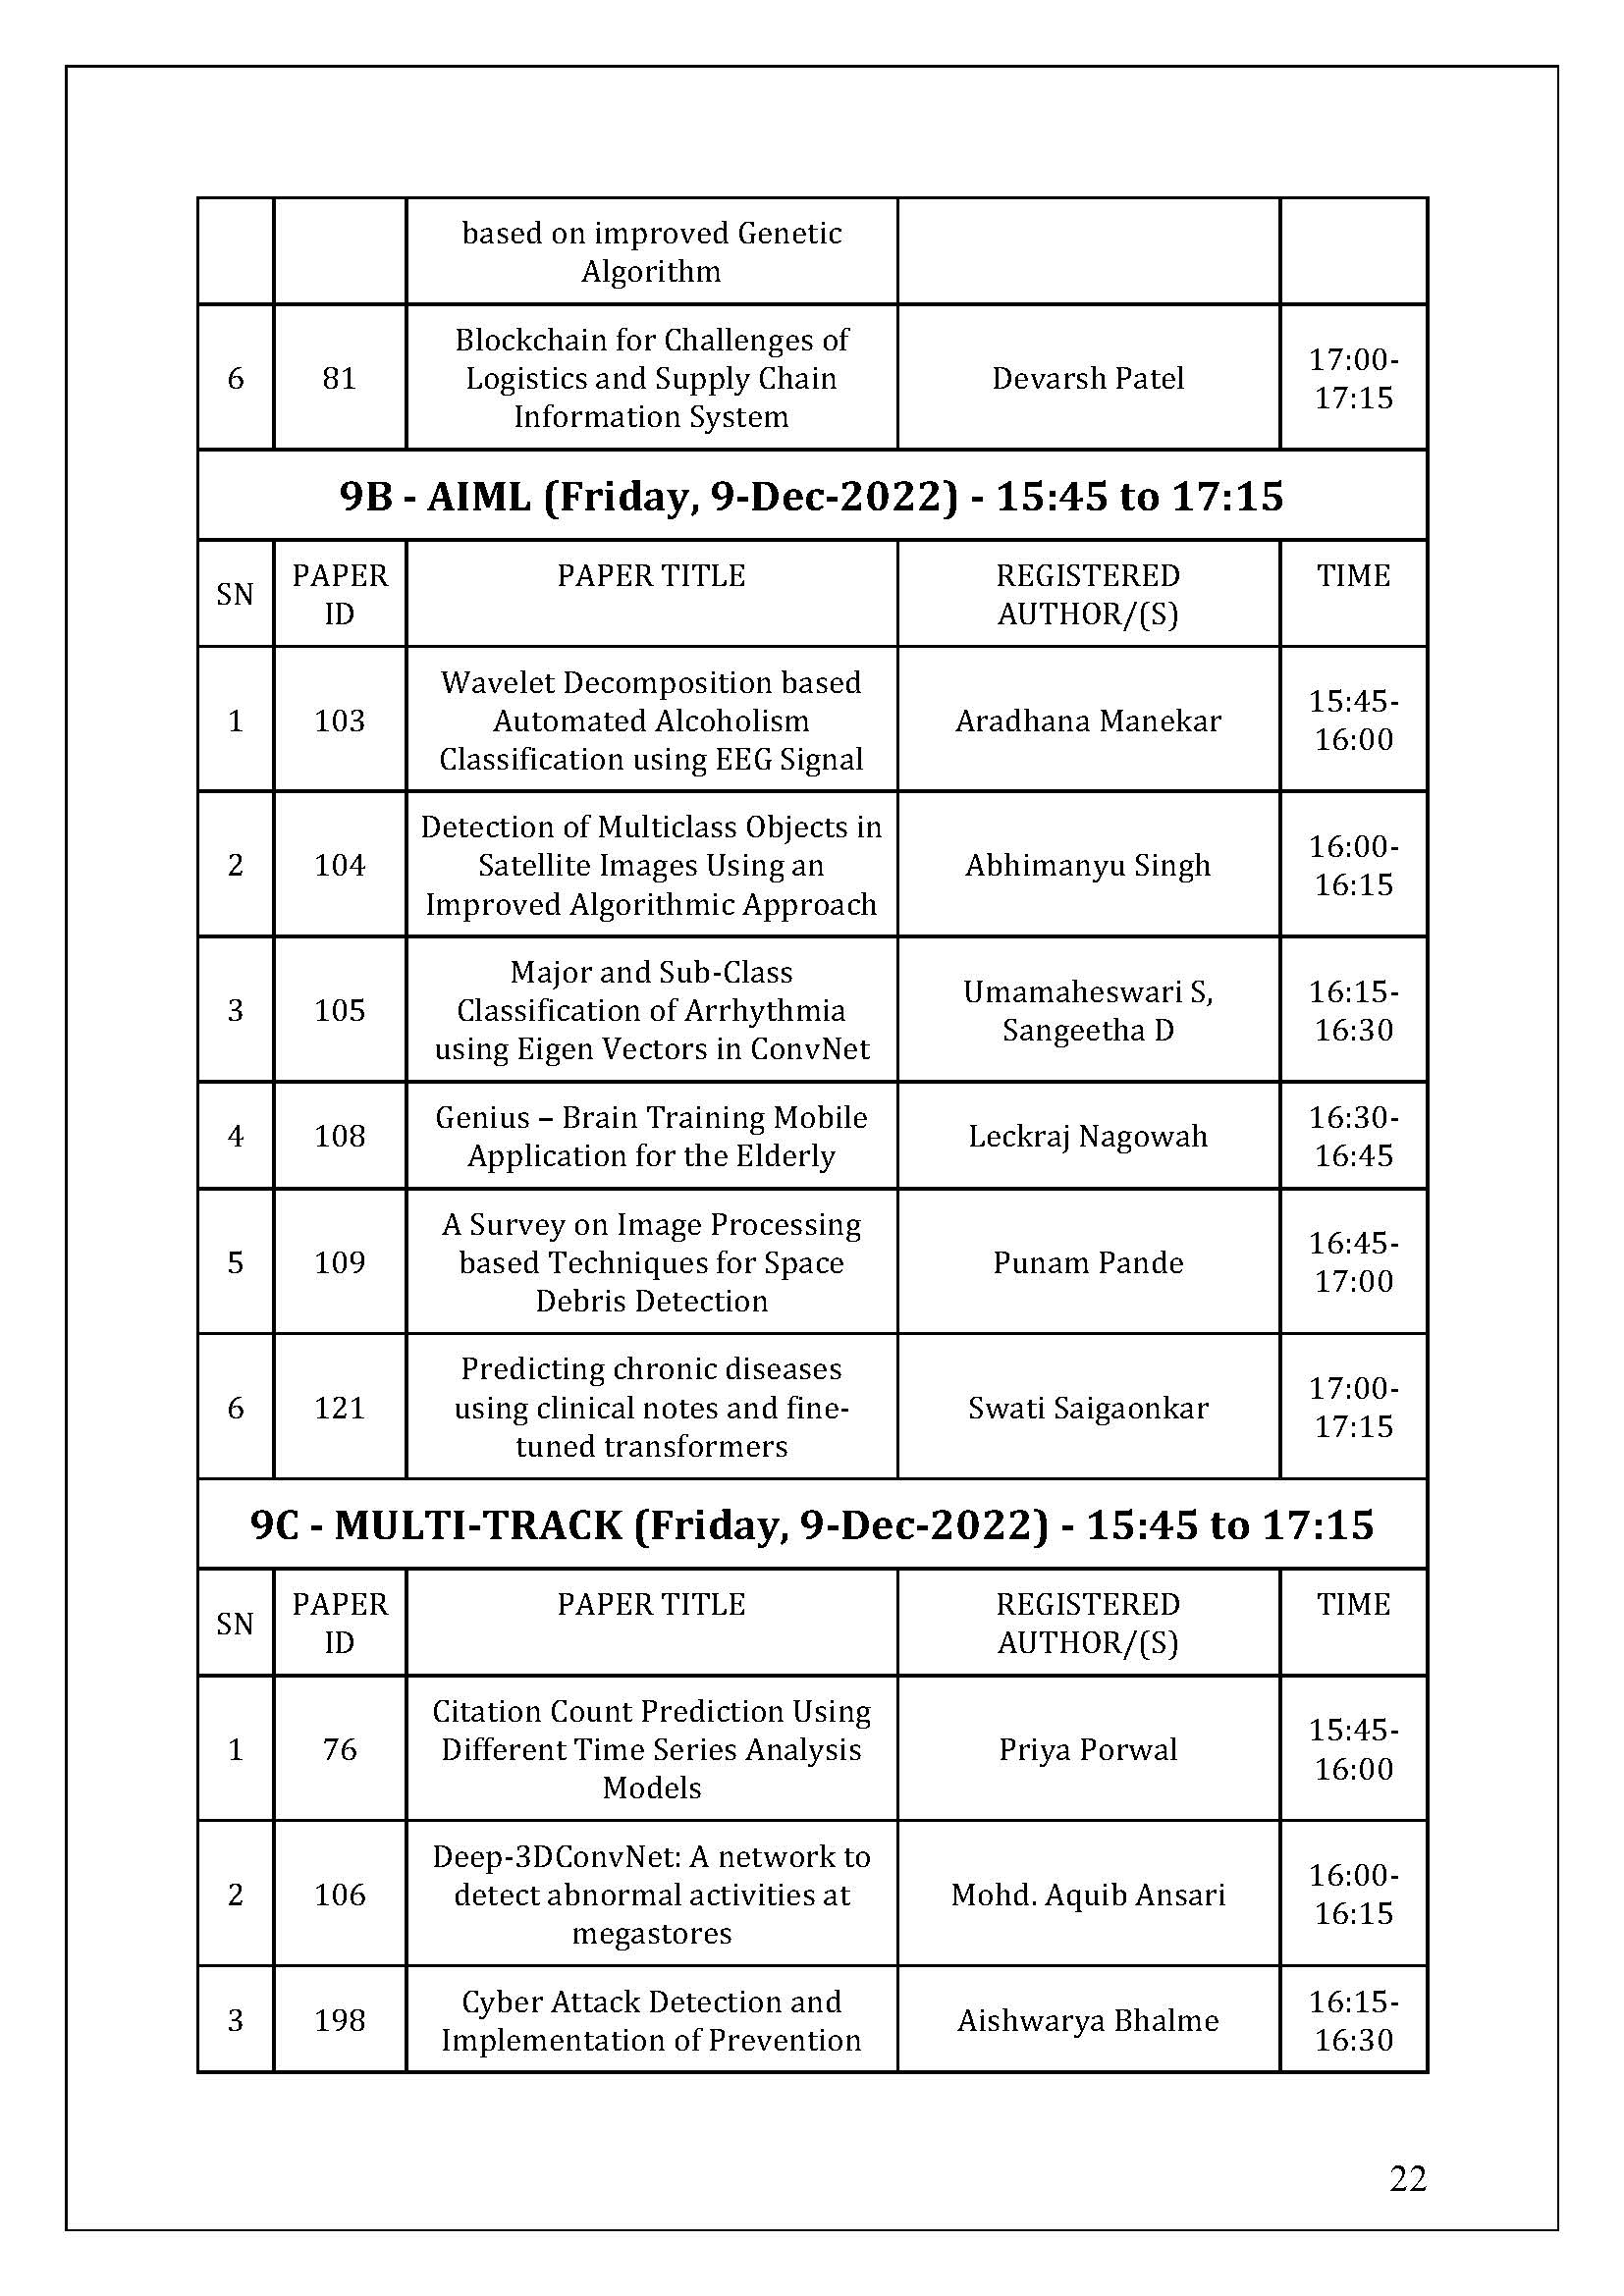 based on improved Genetic
Algorithm
6
81
Blockchain for Challenges of
Logistics and Supply Chain
Information System
Devarsh Patel
17:00-
17:15
9B - AIML (Friday, 9-Dec-2022) - 15:45 to 17:15
SN
PAPER
ID
PAPER TITLE
REGISTERED
AUTHOR/(S)
TIME
1
103
Wavelet Decomposition based
Automated Alcoholism
Classification using EEG Signal
Aradhana Manekar
15:45-
16:00
2
104
Detection of Multiclass Objects in
Satellite Images Using an
Improved Algorithmic Approach
Abhimanyu Singh
16:00-
16:15
3
105
Major and Sub-Class
Classification of Arrhythmia
using Eigen Vectors in ConvNet
Umamaheswari S,
Sangeetha D
16:15-
16:30
4
108
Genius – Brain Training Mobile
Application for the Elderly
Leckraj Nagowah
16:30-
16:45
5
109
A Survey on Image Processing
based Techniques for Space
Debris Detection
Punam Pande
16:45-
17:00
6
121
Predicting chronic diseases
using clinical notes and fine-
tuned transformers
Swati Saigaonkar
17:00-
17:15
9C - MULTI-TRACK (Friday, 9-Dec-2022) - 15:45 to 17:15
SN
PAPER
ID
PAPER TITLE
REGISTERED
AUTHOR/(S)
TIME
1
76
Citation Count Prediction Using
Different Time Series Analysis
Models
Priya Porwal
15:45-
16:00
2
106
Deep-3DConvNet: A network to
detect abnormal activities at
megastores
Mohd. Aquib Ansari
16:00-
16:15
3
198
Cyber Attack Detection and
Implementation of Prevention
Aishwarya Bhalme
16:15-
16:30
22